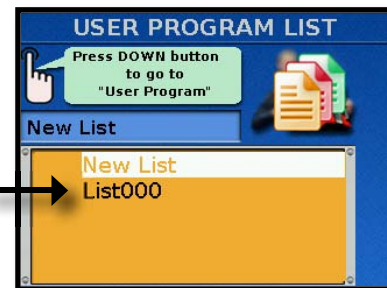 USER PROGRAM LIST
Press DOWN button
to go to
"User Program"
New List
New List
List000